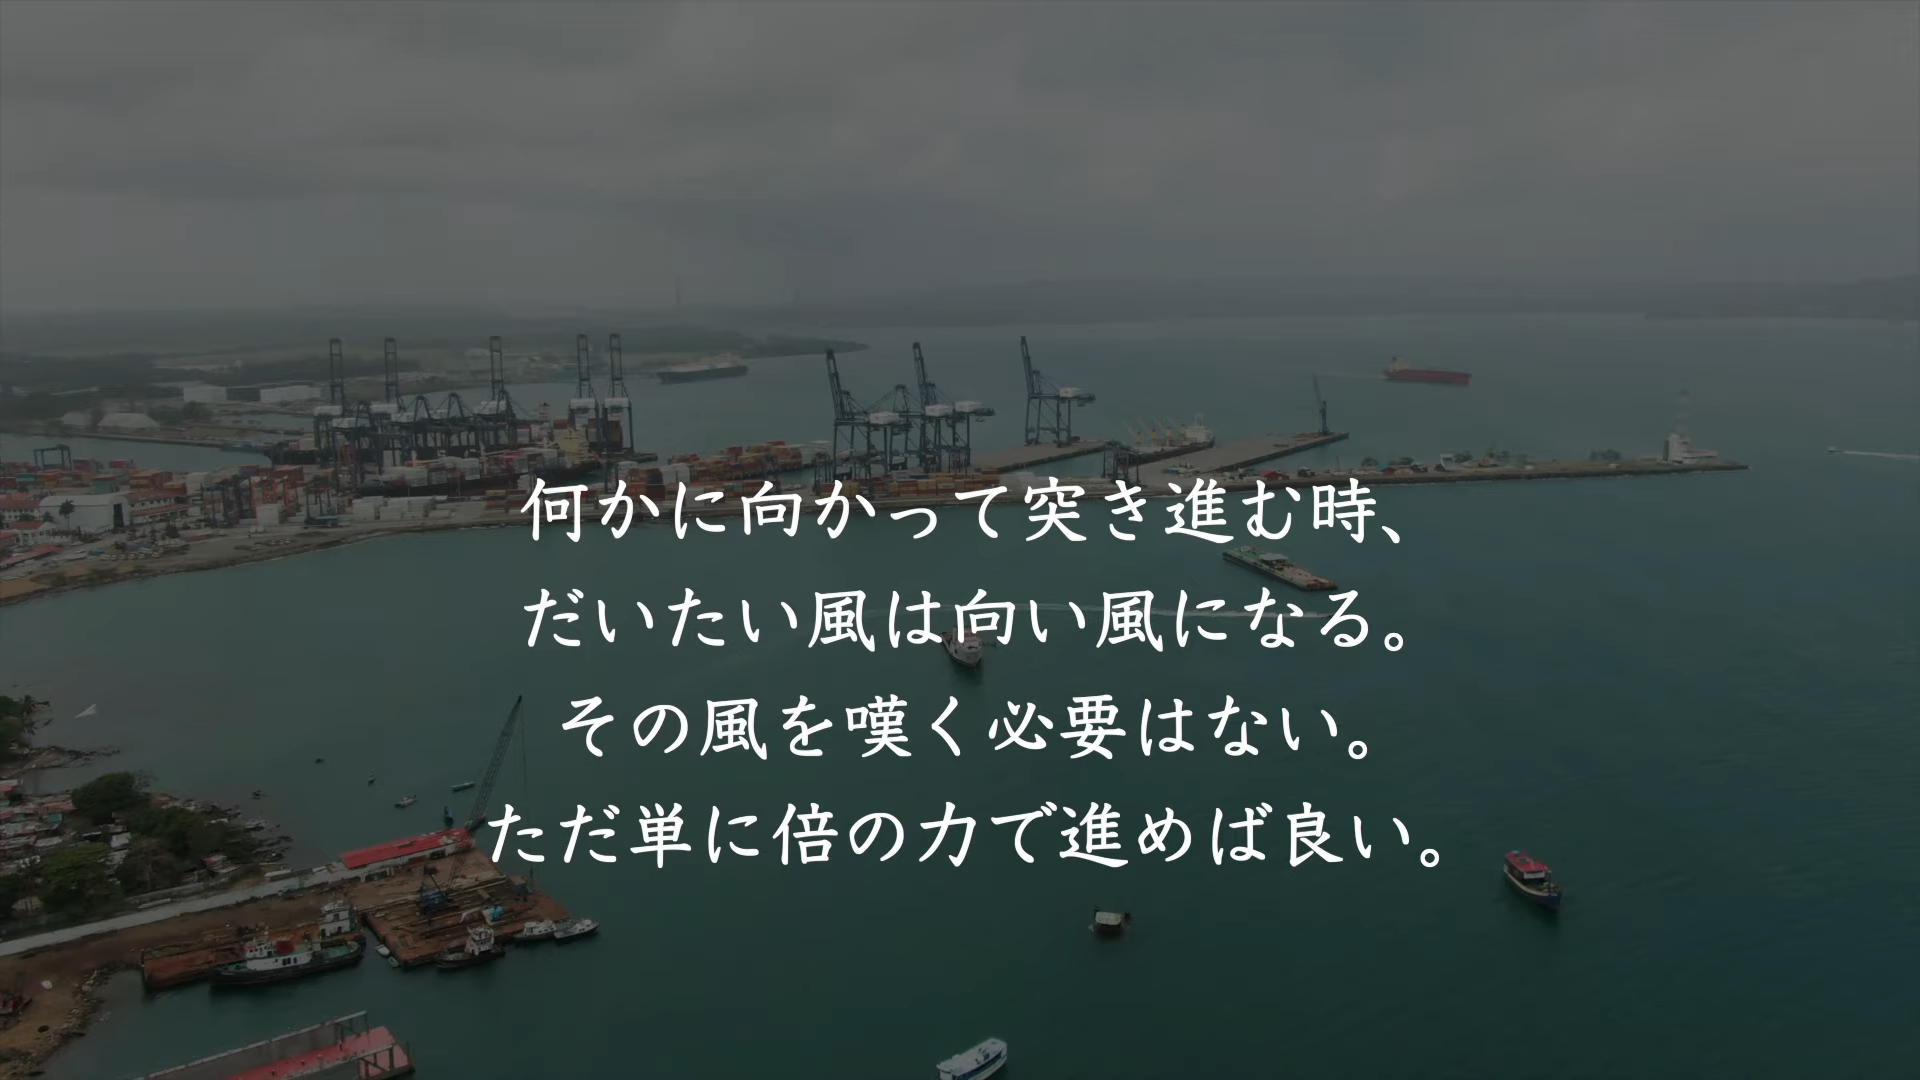 何かに向かって突き進む時、
だいたい風は向い風になる。
その風を嘆く必要はない。
ただ単に倍の力で進めば良い。